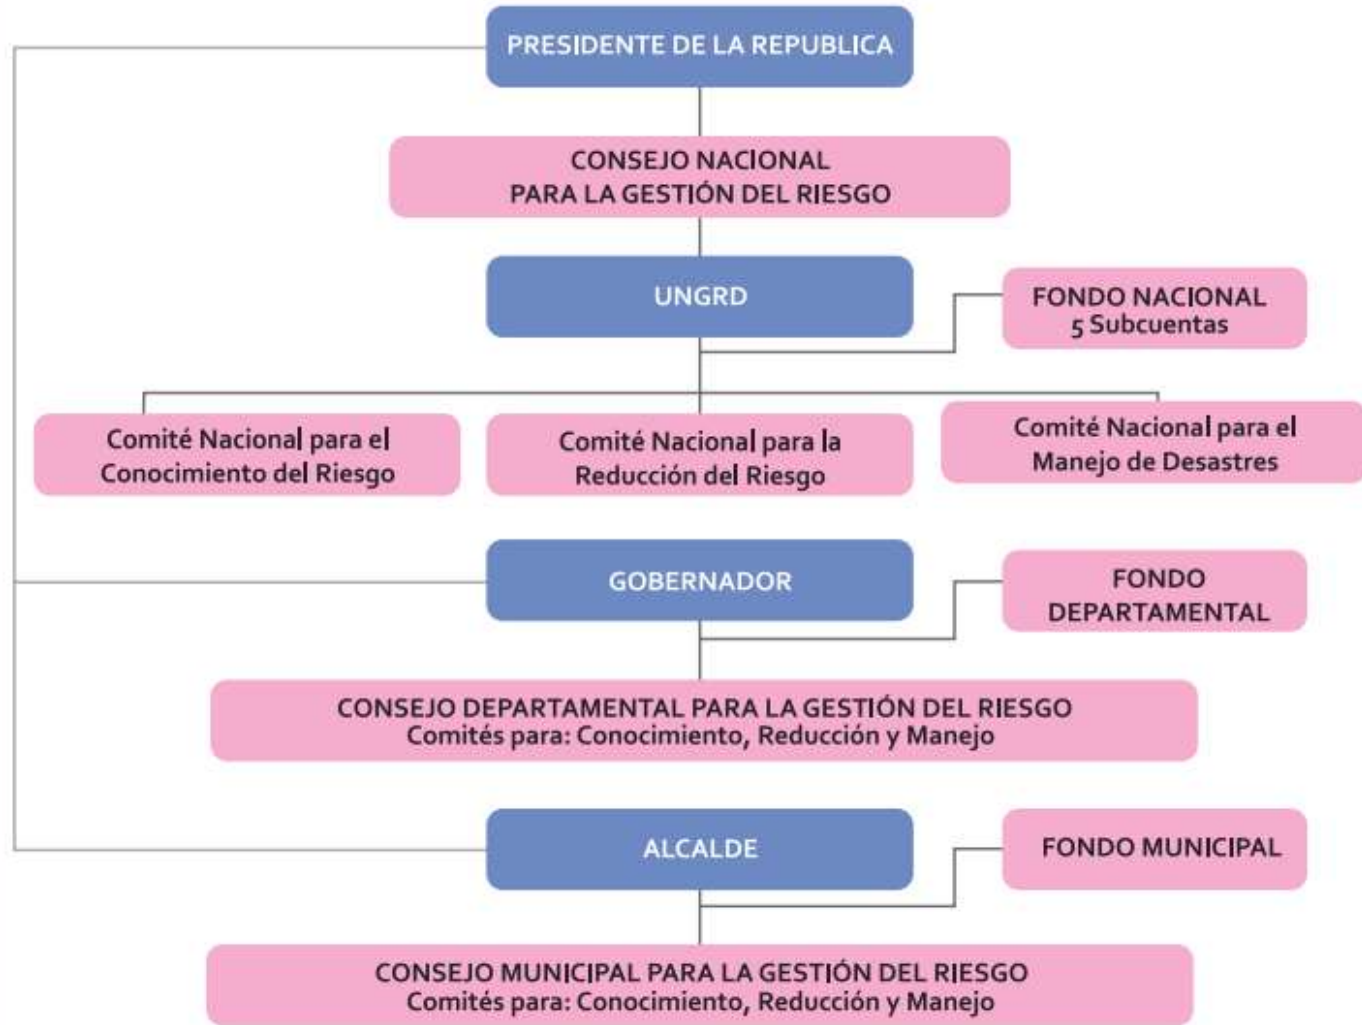 PRESIDENTE DE LA REPUBLICA
CONSEJO NACIONAL
PARA LA GESTIÓN DEL RIESGO
UNGRD
FONDO NACIONAL
5 Subcuentas
Comité Nacional para el
Conocimiento del Riesgo
Comité Nacional para la
Reducción del Riesgo
Comité Nacional para el
Manejo de Desastres
GOBERNADOR
FONDO
DEPARTAMENTAL
CONSEJO DEPARTAMENTAL PARA LA GESTIÓN DEL RIESGO
Comités para: Conocimiento, Reducción y Manejo
ALCALDE
FONDO MUNICIPAL
CONSEJO MUNICIPAL PARA LA GESTIÓN DEL RIESGO
Comités para: Conocimiento, Reducción y Manejo